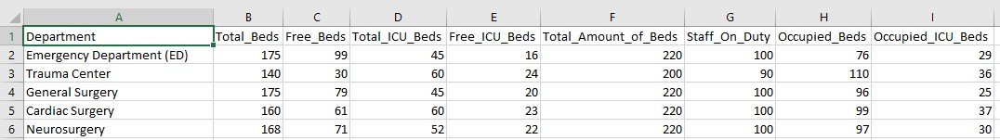 A B C D E F G H I
1 Department Total_Beds Free_Beds Total_ICU_Beds Free_ICU_Beds Total_Amount_of_Beds Staff_On_Duty Occupied_Beds Occupied_ICU_Beds
2 Emergency Department (ED) 175 99 45 16 220 100 76 29
3 Trauma Center 140 30 60 24 200 90 110 36
4 General Surgery 175 79 45 20 220 100 96 25
5 Cardiac Surgery 160 61 60 23 220 100 99 37
6 Neurosurgery 168 71 52 22 220 100 97 30